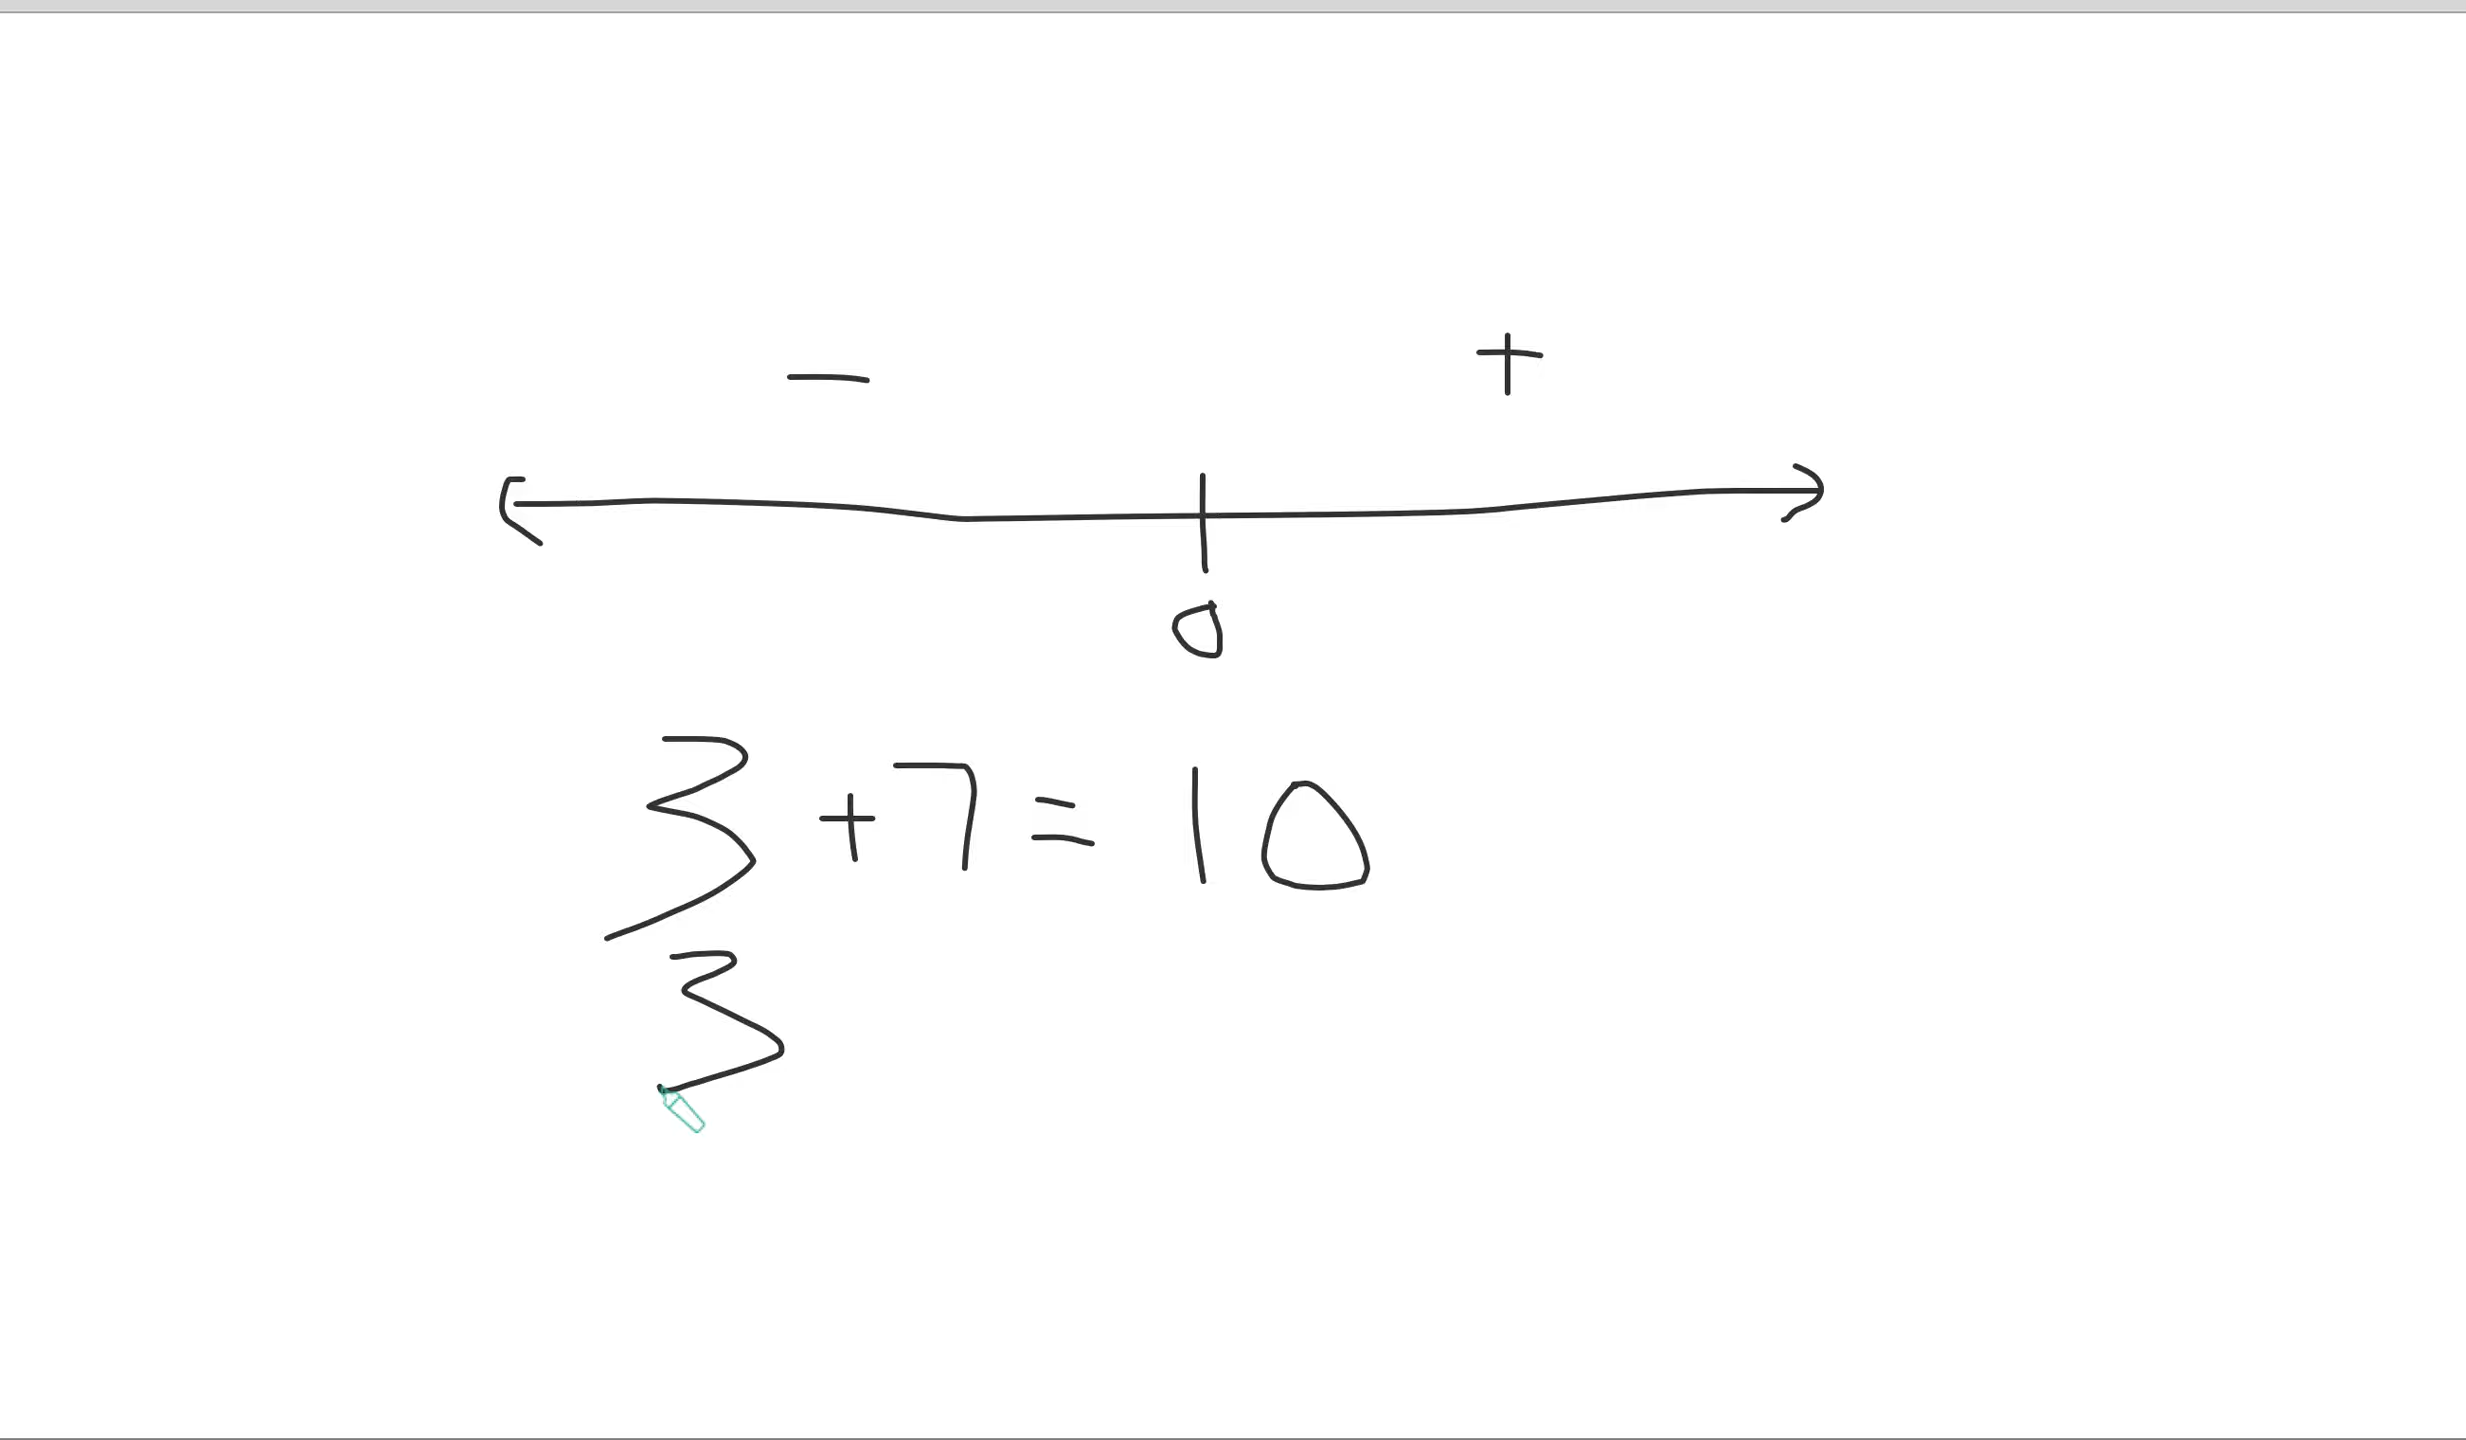 - +
0
3 + 7 = 10
3